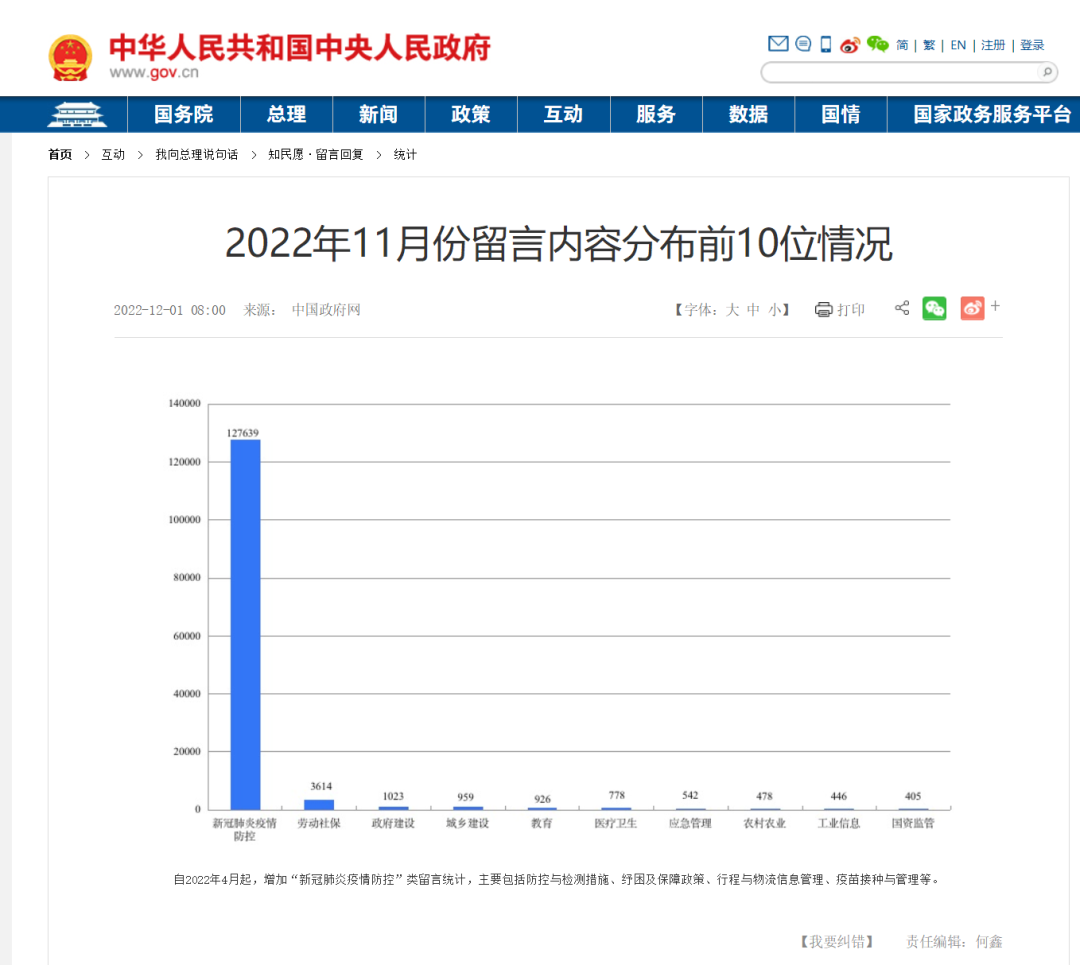 中华人民共和国中央人民政府
www.gov.cn
简 | 繁 | EN | 注册 | 登录
国务院 总理 新闻 政策 互动 服务 数据 国情 国家政务服务平台
首页 > 互动 > 我向总理说句话 > 知民愿·留言回复 > 统计
2022年11月份留言内容分布前10位情况
2022-12-01 08:00 来源: 中国政府网 【字体: 大 中 小】 打印 +
140000
127639
120000
100000
80000
60000
40000
20000
3614 1023 959 926 778 542 478 446 405
0
新冠肺炎疫情 劳动社保 政府建设 城乡建设 教育 医疗卫生 应急管理 农村农业 工业信息 国资监管
防控
自2022年4月起，增加“新冠肺炎疫情防控”类留言统计，主要包括防控与检测措施、纾困及保障政策、行程与物流信息管理、疫苗接种与管理等。
【我要纠错】 责任编辑: 何鑫